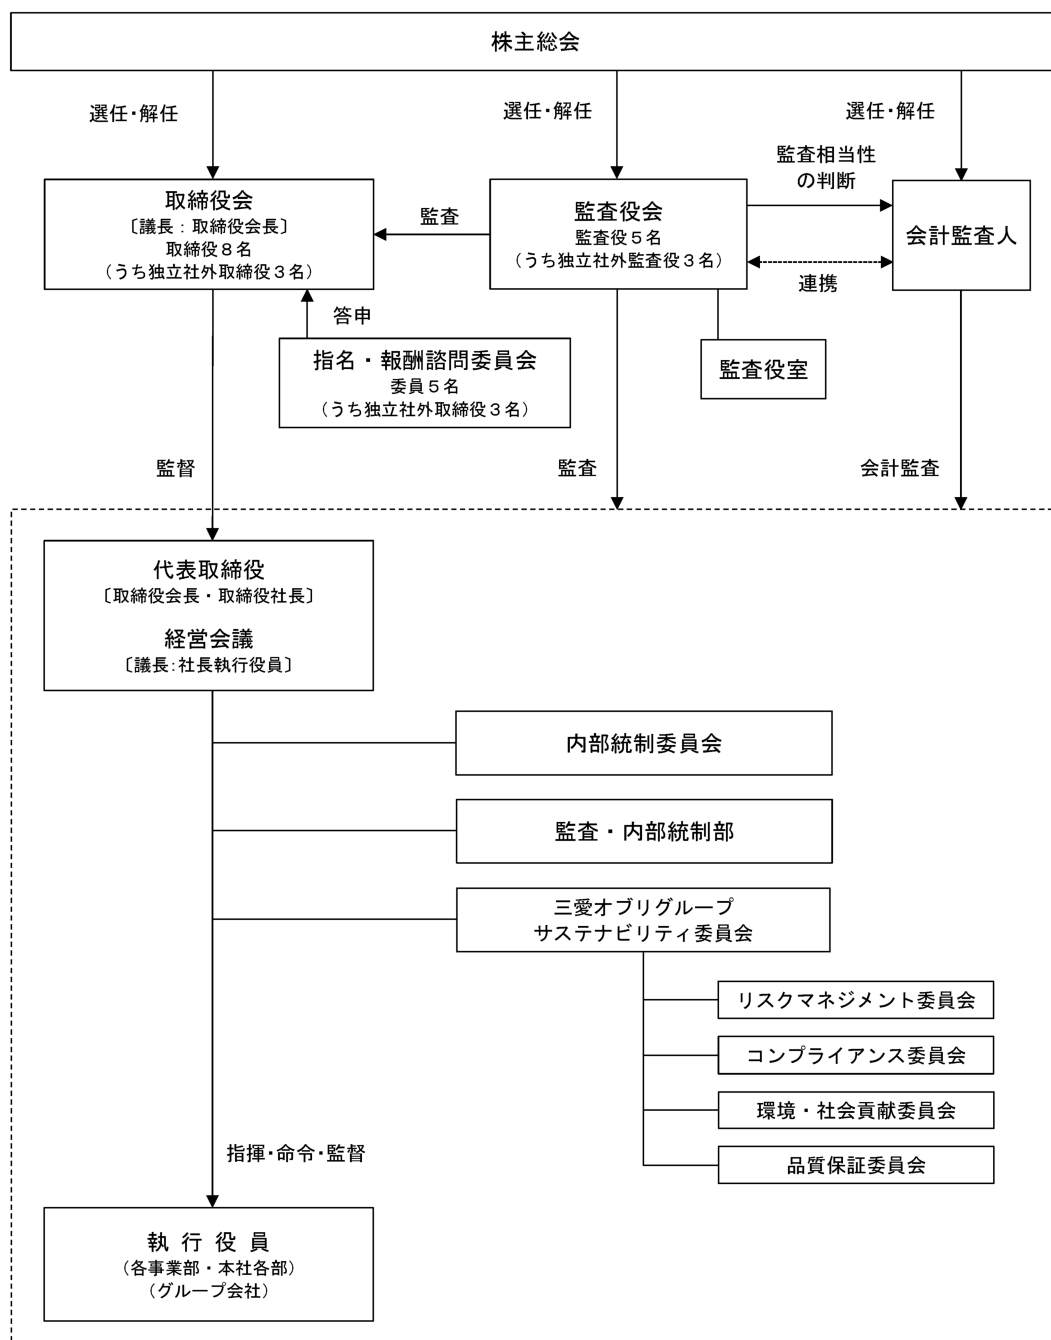 株主総会
選任・解任
選任・解任
選任・解任
監査相当性
の判断
取締役会
〔議長：取締役会長〕
取締役８名
（うち独立社外取締役３名）
監査
監査役会
監査役５名
（うち独立社外監査役３名）
会計監査人
連携
答申
指名・報酬諮問委員会
委員５名
（うち独立社外取締役３名）
監査役室
監督
監査
会計監査
代表取締役
〔取締役会長・取締役社長〕
経営会議
〔議長：社長執行役員〕
内部統制委員会
監査・内部統制部
三愛オブリグループ
サステナビリティ委員会
リスクマネジメント委員会
コンプライアンス委員会
環境・社会貢献委員会
品質保証委員会
指揮・命令・監督
執 行 役 員
（各事業部・本社各部）
（グループ会社）